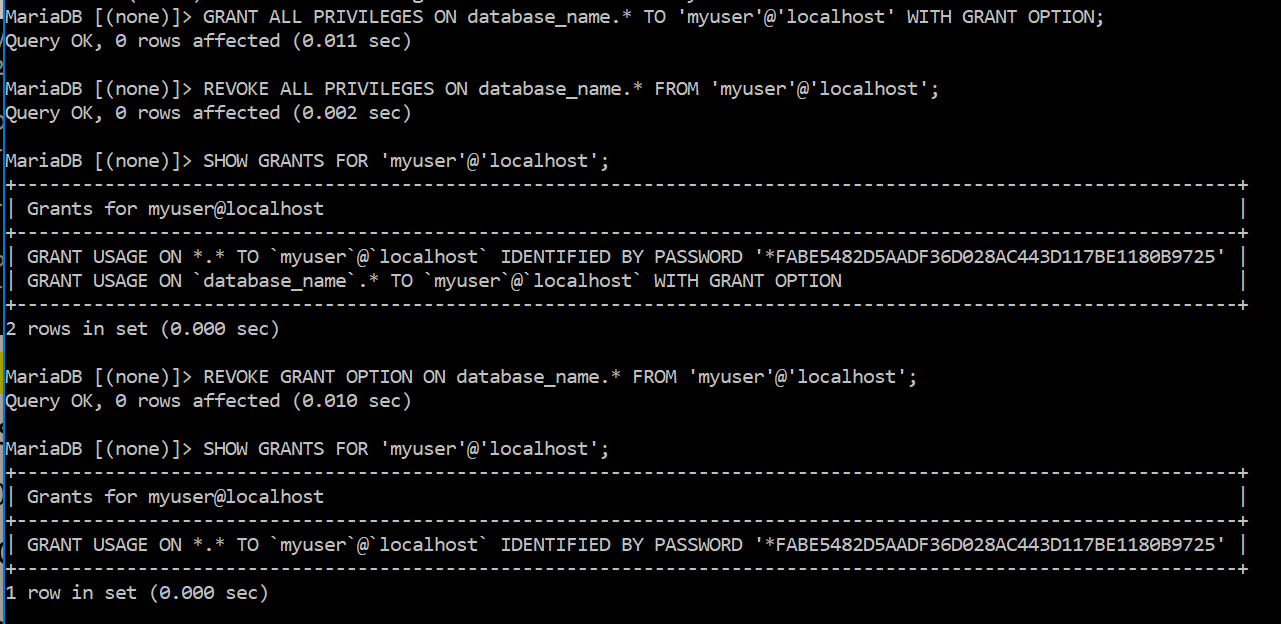 MariaDB [(none)]> GRANT ALL PRIVILEGES ON database_name.* TO 'myuser'@'localhost' WITH GRANT OPTION;
Query OK, 0 rows affected (0.011 sec)
MariaDB [(none)]> REVOKE ALL PRIVILEGES ON database_name.* FROM 'myuser'@'localhost';
Query OK, 0 rows affected (0.002 sec)
MariaDB [(none)]> SHOW GRANTS FOR 'myuser'@'localhost';
+----------------------------------------------------------------------------------------------------------------+
| Grants for myuser@localhost |
+----------------------------------------------------------------------------------------------------------------+
| GRANT USAGE ON *.* TO `myuser`@`localhost` IDENTIFIED BY PASSWORD '*FABE5482D5AADF36D028AC443D117BE1180B9725' |
| GRANT USAGE ON `database_name`.* TO `myuser`@`localhost` WITH GRANT OPTION |
+----------------------------------------------------------------------------------------------------------------+
2 rows in set (0.000 sec)
MariaDB [(none)]> REVOKE GRANT OPTION ON database_name.* FROM 'myuser'@'localhost';
Query OK, 0 rows affected (0.010 sec)
MariaDB [(none)]> SHOW GRANTS FOR 'myuser'@'localhost';
+----------------------------------------------------------------------------------------------------------------+
| Grants for myuser@localhost |
+----------------------------------------------------------------------------------------------------------------+
| GRANT USAGE ON *.* TO `myuser`@`localhost` IDENTIFIED BY PASSWORD '*FABE5482D5AADF36D028AC443D117BE1180B9725' |
+----------------------------------------------------------------------------------------------------------------+
1 row in set (0.000 sec)